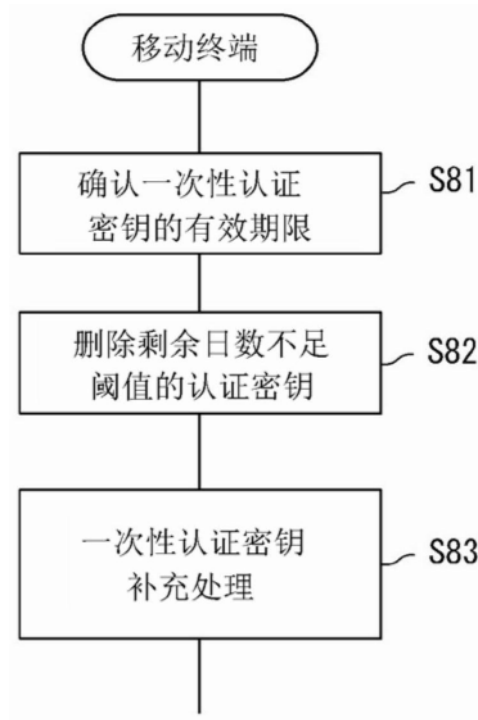 移动终端
确认一次性认证
密钥的有效期限
S81
删除剩余日数不足
阈值的认证密钥
S82
一次性认证密钥
补充处理
S83